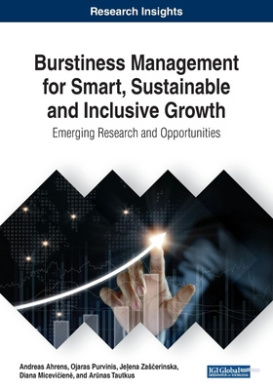 Research Insights
Burstiness Management
for Smart, Sustainable
and Inclusive Growth
Emerging Research and Opportunities
Andreas Ahrens, Ojaras Purvinis, Jeļena Zaščerinska,
Diana Micevičienė, and Arūnas Tautkus
IGI Global